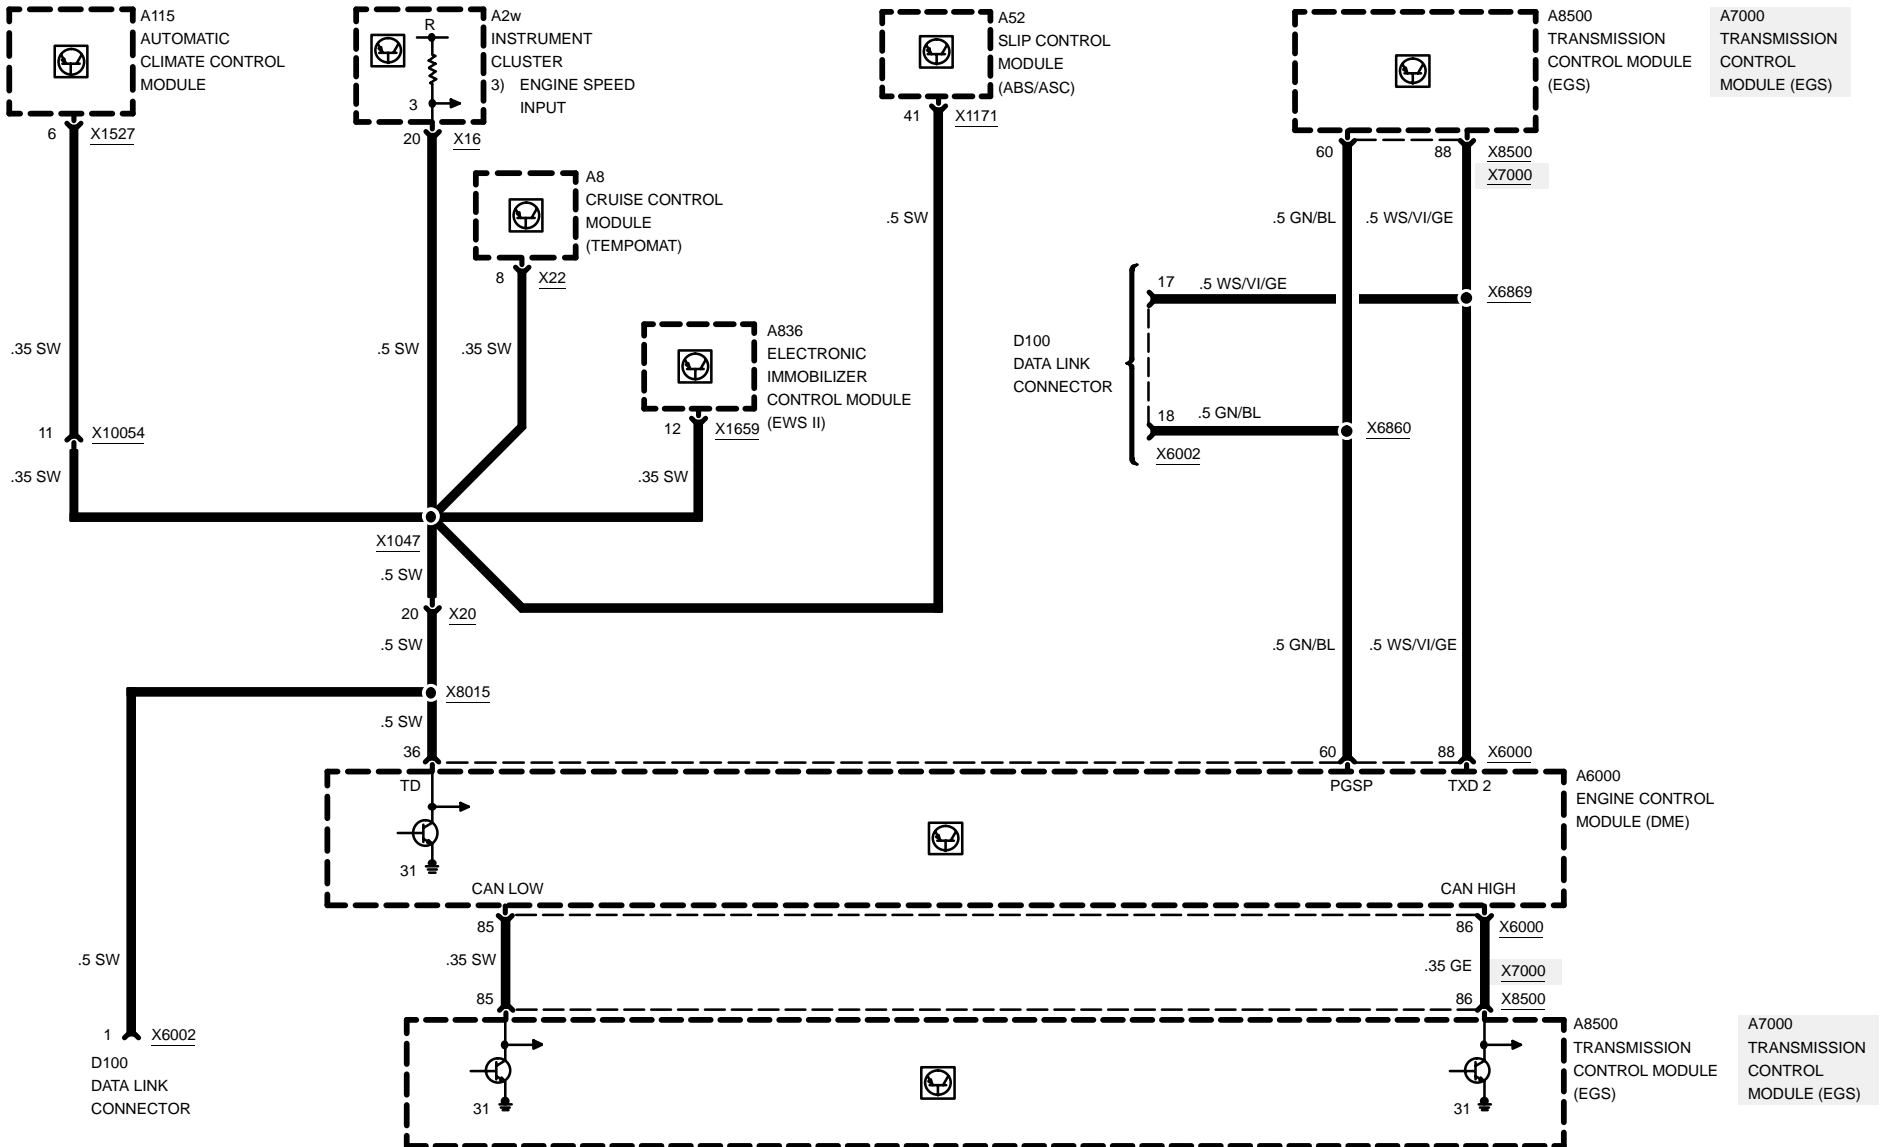 A115
AUTOMATIC
CLIMATE CONTROL
MODULE
6 X1527
.35 SW
11 X10054
.35 SW
A2w
INSTRUMENT
CLUSTER
3) ENGINE SPEED
INPUT
R
3
20 X16
.5 SW
A8
CRUISE CONTROL
MODULE
(TEMPOMAT)
8 X22
.35 SW
A836
ELECTRONIC
IMMOBILIZER
CONTROL MODULE
(EWS II)
12 X1659
.35 SW
A52
SLIP CONTROL
MODULE
(ABS/ASC)
41 X1171
.5 SW
A8500
TRANSMISSION
CONTROL MODULE
(EGS)
A7000
TRANSMISSION
CONTROL
MODULE (EGS)
60 88 X8500
X7000
.5 GN/BL .5 WS/VI/GE
17 .5 WS/VI/GE X6869
D100
DATA LINK
CONNECTOR
18 .5 GN/BL X6860
X6002
X1047
.5 SW
20 X20
.5 SW
X8015
.5 SW
.5 GN/BL .5 WS/VI/GE
36 60 88 X6000
TD PGSP TXD 2
A6000
ENGINE CONTROL
MODULE (DME)
31
CAN LOW CAN HIGH
85 86 X6000
.35 SW .35 GE X7000
85 86 X8500
.5 SW
1 X6002
D100
DATA LINK
CONNECTOR
31 31
A8500
TRANSMISSION
CONTROL MODULE
(EGS)
A7000
TRANSMISSION
CONTROL
MODULE (EGS)